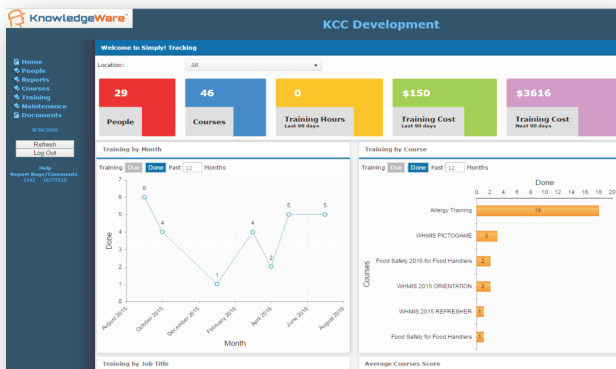 KnowledgeWare™
KCC Development
Welcome to Simply! Tracking
Home
People
Reports
Courses
Training
Maintenance
Documents
8/29/2016
Refresh
Log Out
Help
Report Bugs/Comments
Location:
All
29
People
46
Courses
0
Training Hours
Last 90 days
$150
Training Cost
Last 90 days
$3616
Training Cost
Next 90 days
Training by Month
Training Due Done Past 12 Months
7
6
5
4
3
2
1
0
Done
6
4
1
4
2
5
5
August 2015
October 2015
December 2015
February 2016
April 2016
June 2016
August 2016
Month
Training by Course
Training Due Done Past 12 Months
Done
0 2 4 6 8 10 12 14 16 18 20
Courses
Allergy Training 18
WHMIS PICTOGAME 3
Food Safety 2016 for Food Handlers 2
WHMIS 2015 ORIENTATION 2
WHMIS 2015 REFRESHER 1
Food Safety for Food Handlers 1
Training by Job Title
Average Courses Score